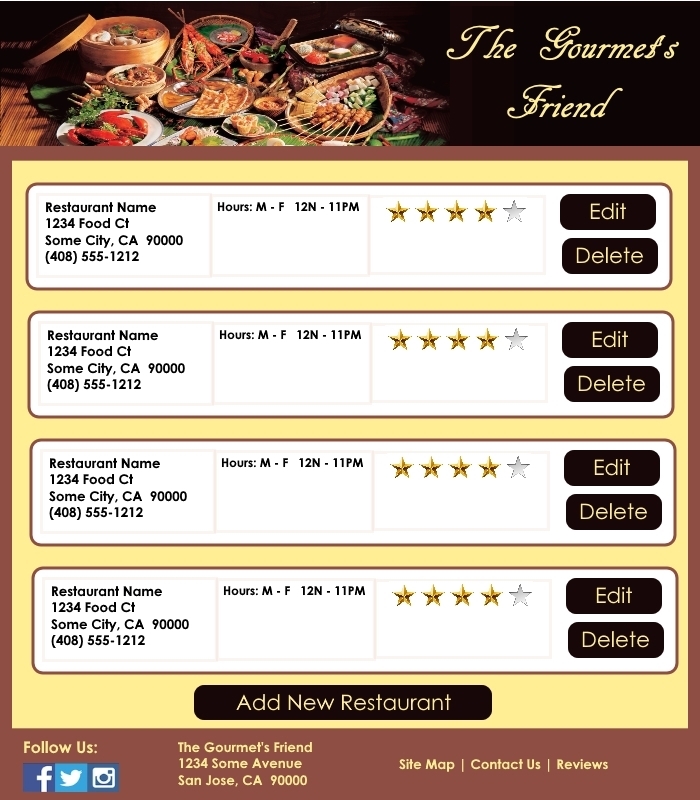 The Gourmet's
Friend
Restaurant Name
1234 Food Ct
Some City, CA 90000
(408) 555-1212
Hours: M - F 12N - 11PM
Edit
Delete
Restaurant Name
1234 Food Ct
Some City, CA 90000
(408) 555-1212
Hours: M - F 12N - 11PM
Edit
Delete
Restaurant Name
1234 Food Ct
Some City, CA 90000
(408) 555-1212
Hours: M - F 12N - 11PM
Edit
Delete
Restaurant Name
1234 Food Ct
Some City, CA 90000
(408) 555-1212
Hours: M - F 12N - 11PM
Edit
Delete
Add New Restaurant
Follow Us:
The Gourmet's Friend
1234 Some Avenue
San Jose, CA 90000
Site Map | Contact Us | Reviews